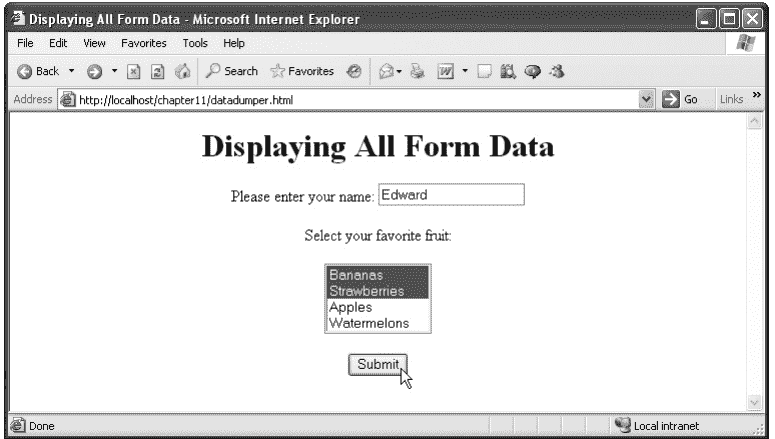 Displaying All Form Data - Microsoft Internet Explorer
File Edit View Favorites Tools Help
Back Search Favorites
Address http://localhost/chapter11/datadumper.html Go Links »
Displaying All Form Data
Please enter your name: Edward
Select your favorite fruit:
Bananas
Strawberries
Apples
Watermelons
Submit
Done Local intranet